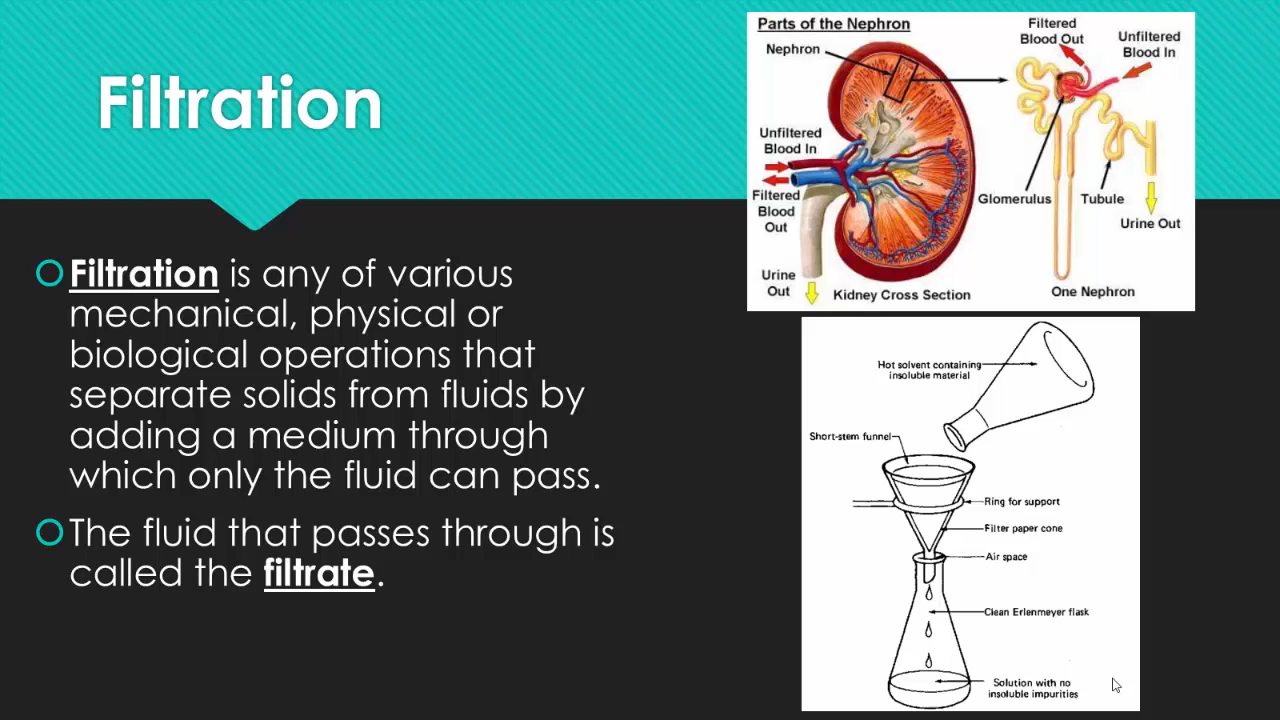 Filtration
Filtration is any of various
mechanical, physical or
biological operations that
separate solids from fluids by
adding a medium through
which only the fluid can pass.
The fluid that passes through is
called the filtrate.
Parts of the Nephron
Nephron
Unfiltered
Blood In
Filtered
Blood
Out
Urine
Out
Kidney Cross Section
Filtered
Blood Out
Unfiltered
Blood In
Glomerulus
Tubule
Urine Out
One Nephron
Hot solvent containing
insoluble material
Short-stem funnel
Ring for support
Filter paper cone
Air space
Clean Erlenmeyer flask
Solution with no
insoluble impurities